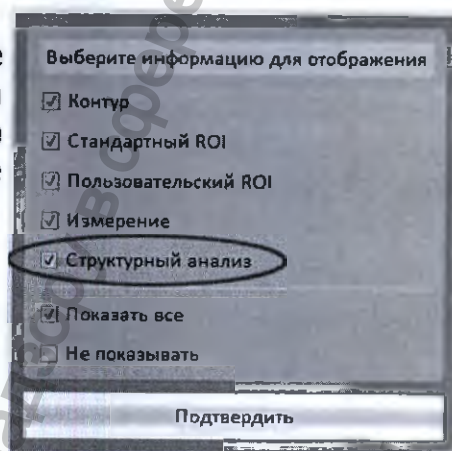 Выберите информацию для отображения
Контур
Стандартный ROI
Пользовательский ROI
Измерение
Структурный анализ
Показать все
Не показывать
Подтвердить